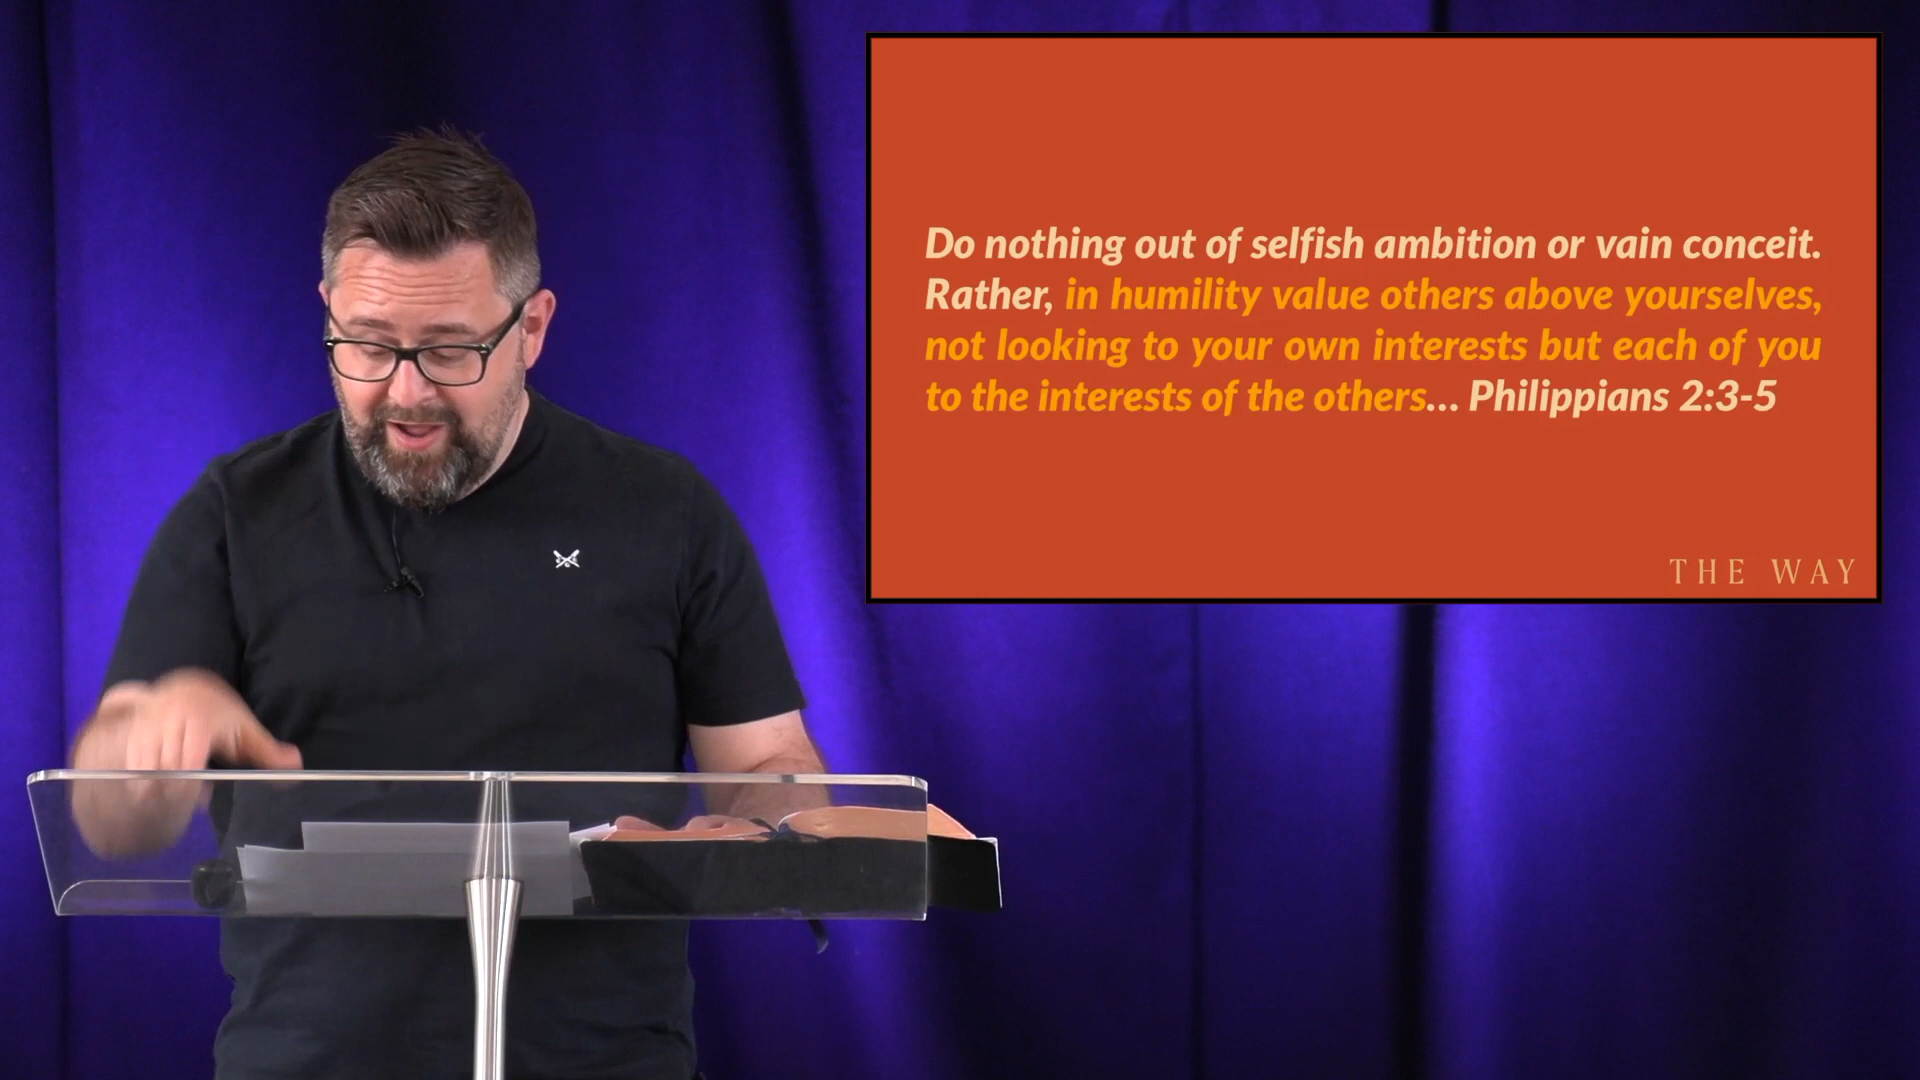 Do nothing out of selfish ambition or vain conceit.
Rather, in humility value others above yourselves,
not looking to your own interests but each of you
to the interests of the others... Philippians 2:3-5
THE WAY